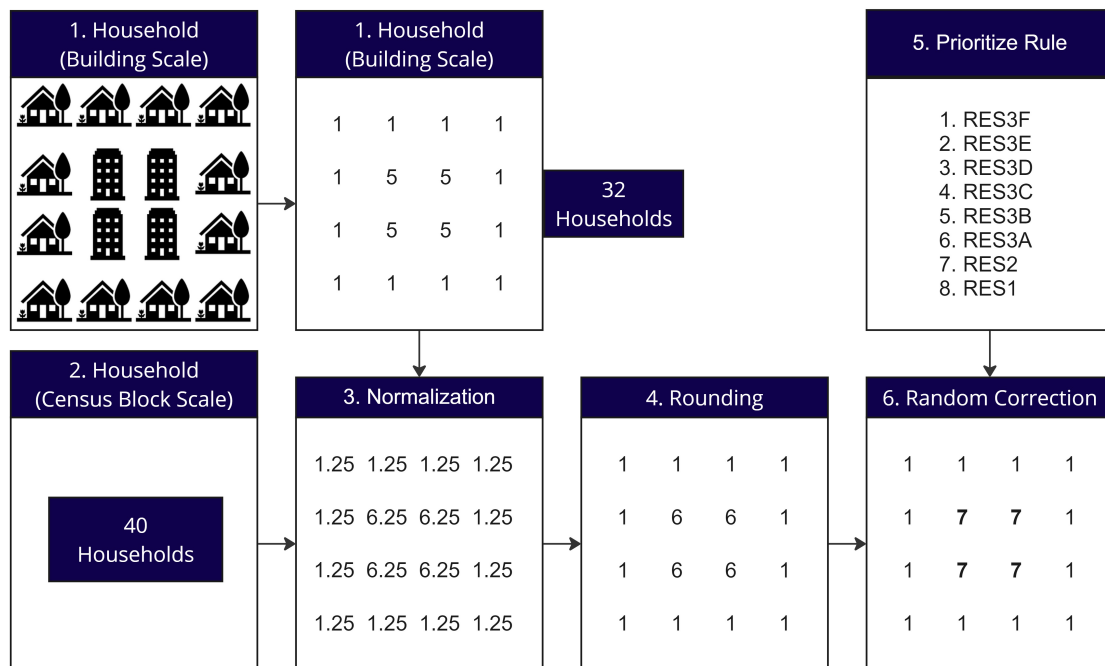 1. Household
(Building Scale)
1. Household
(Building Scale)
1 1 1 1
1 5 5 1
1 5 5 1
1 1 1 1
32
Households
5. Prioritize Rule
1. RES3F
2. RES3E
3. RES3D
4. RES3C
5. RES3B
6. RES3A
7. RES2
8. RES1
2. Household
(Census Block Scale)
40
Households
3. Normalization
1.25 1.25 1.25 1.25
1.25 6.25 6.25 1.25
1.25 6.25 6.25 1.25
1.25 1.25 1.25 1.25
4. Rounding
1 1 1 1
1 6 6 1
1 6 6 1
1 1 1 1
6. Random Correction
1 1 1 1
1 7 7 1
1 7 7 1
1 1 1 1